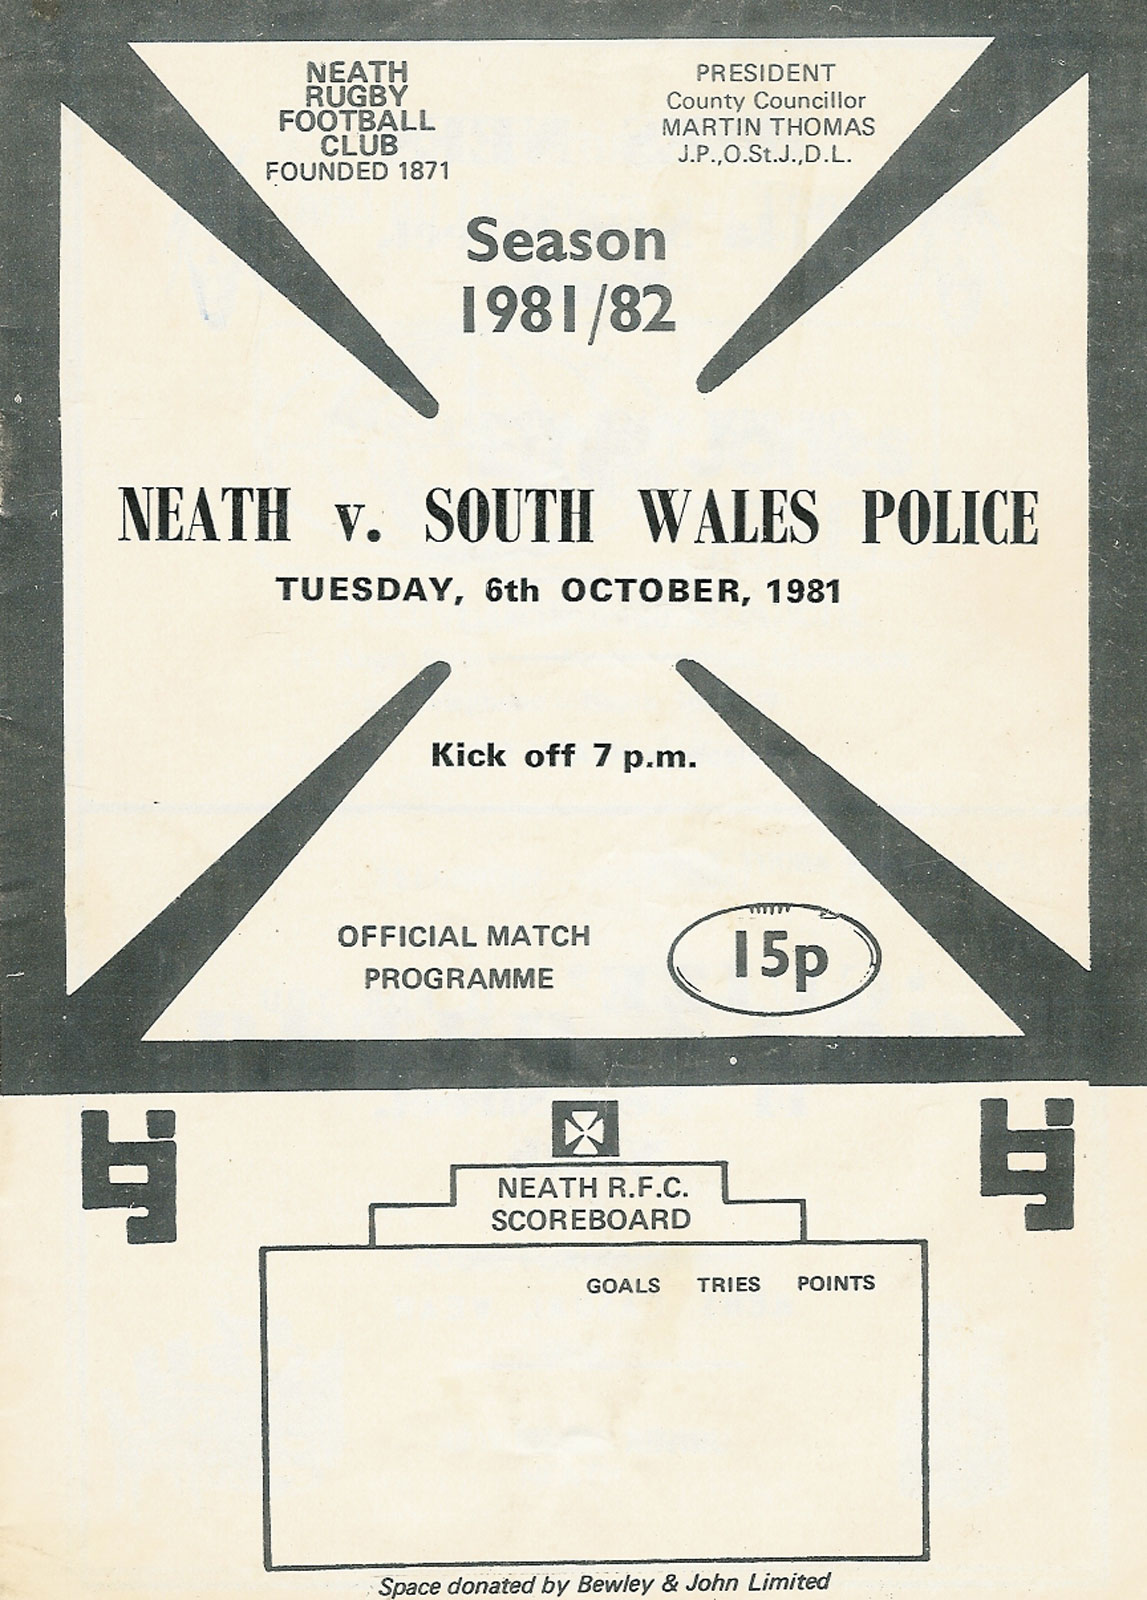 NEATH
RUGBY
FOOTBALL
CLUB
FOUNDED 1871
PRESIDENT
County Councillor
MARTIN THOMAS
J.P.,O.St.J.,D.L.
Season
1981/82
NEATH v. SOUTH WALES POLICE
TUESDAY, 6th OCTOBER, 1981
Kick off 7 p.m.
OFFICIAL MATCH
PROGRAMME
15p
bj
bj
NEATH R.F.C.
SCOREBOARD
GOALS TRIES POINTS
Space donated by Bewley & John Limited